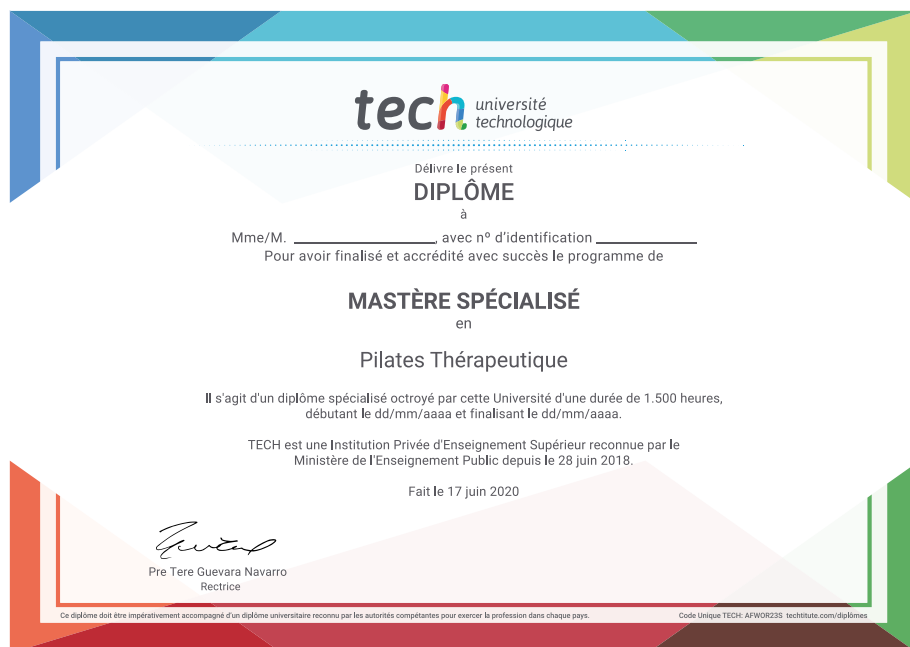 tech université
technologique
Délivre le présent
DIPLÔME
à
Mme/M. ____________________, avec nº d'identification ______________
Pour avoir finalisé et accrédité avec succès le programme de
MASTÈRE SPÉCIALISÉ
en
Pilates Thérapeutique
Il s'agit d'un diplôme spécialisé octroyé par cette Université d'une durée de 1.500 heures,
débutant le dd/mm/aaaa et finalisant le dd/mm/aaaa.
TECH est une Institution Privée d'Enseignement Supérieur reconnue par le
Ministère de l'Enseignement Public depuis le 28 juin 2018.
Fait le 17 juin 2020
Pre Tere Guevara Navarro
Rectrice
Ce diplôme doit être impérativement accompagné d'un diplôme universitaire reconnu par les autorités compétantes pour exercer la profession dans chaque pays.
Code Unique TECH: AFWOR23S techtitute.com/diplômes